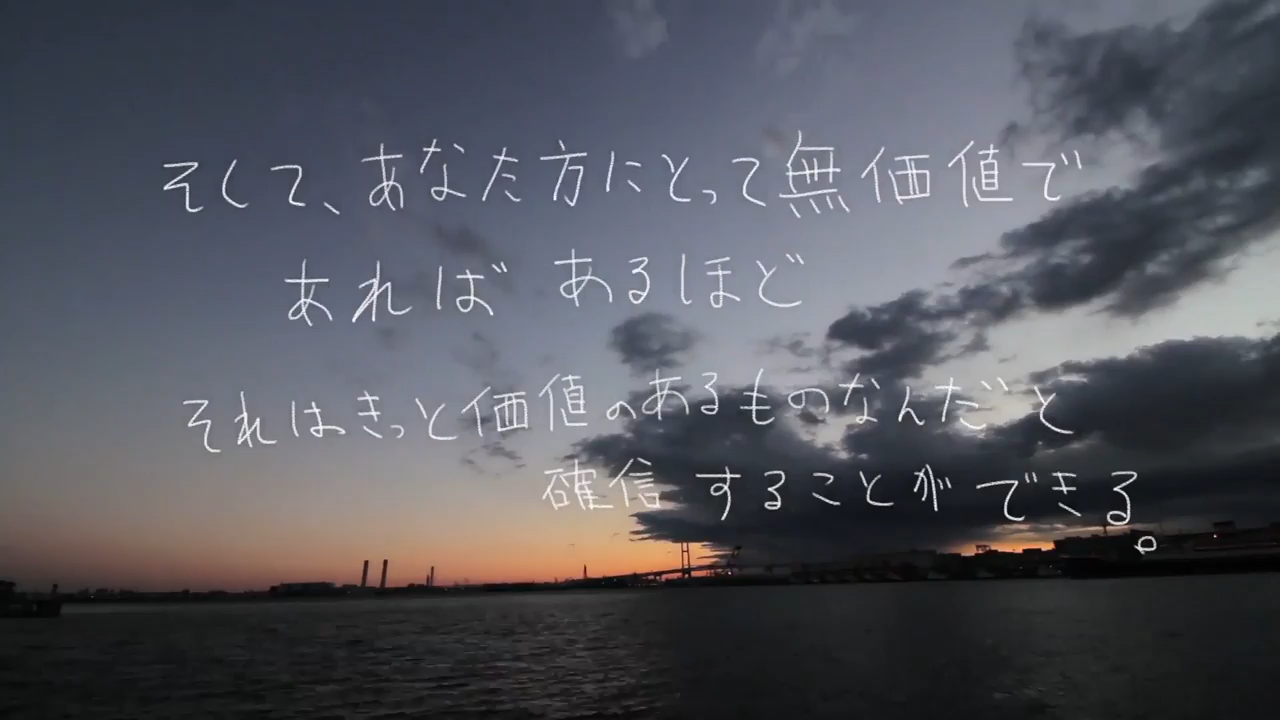 そして、あなた方にとって無価値で
あればあるほど
それはきっと価値のあるものなんだと
確信することができる。